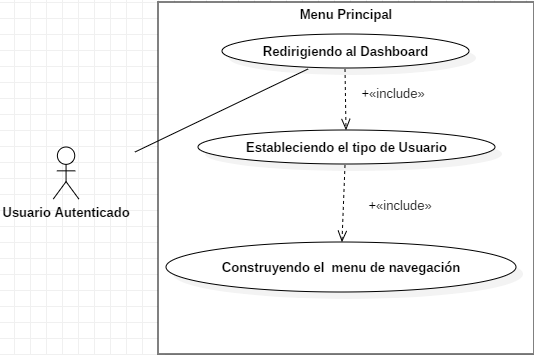 Menu Principal
Redirigiendo al Dashboard
+«include»
Estableciendo el tipo de Usuario
Usuario Autenticado
+«include»
Construyendo el menu de navegación